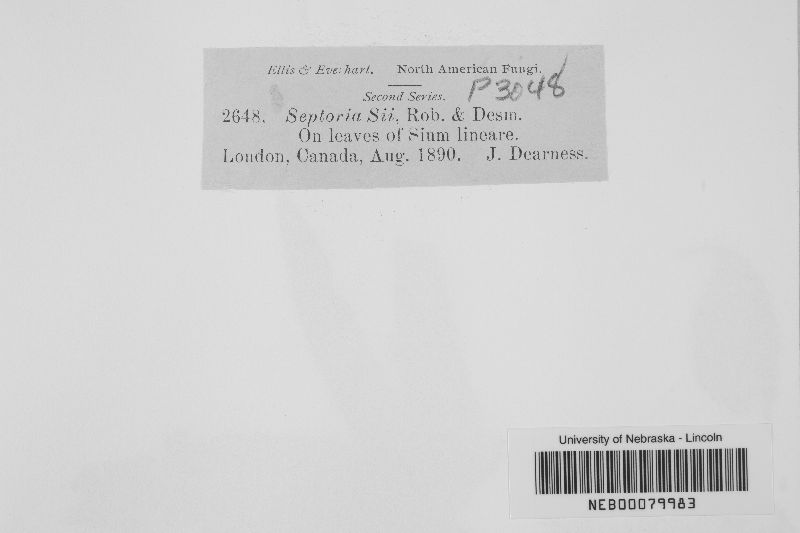 Ellis & Everhart. North American Fungi.
Second Series.
P3048
2648. Septoria Sii, Rob. & Desm.
On leaves of Sium lineare.
London, Canada, Aug. 1890. J. Dearness.
University of Nebraska - Lincoln
NEB00079983